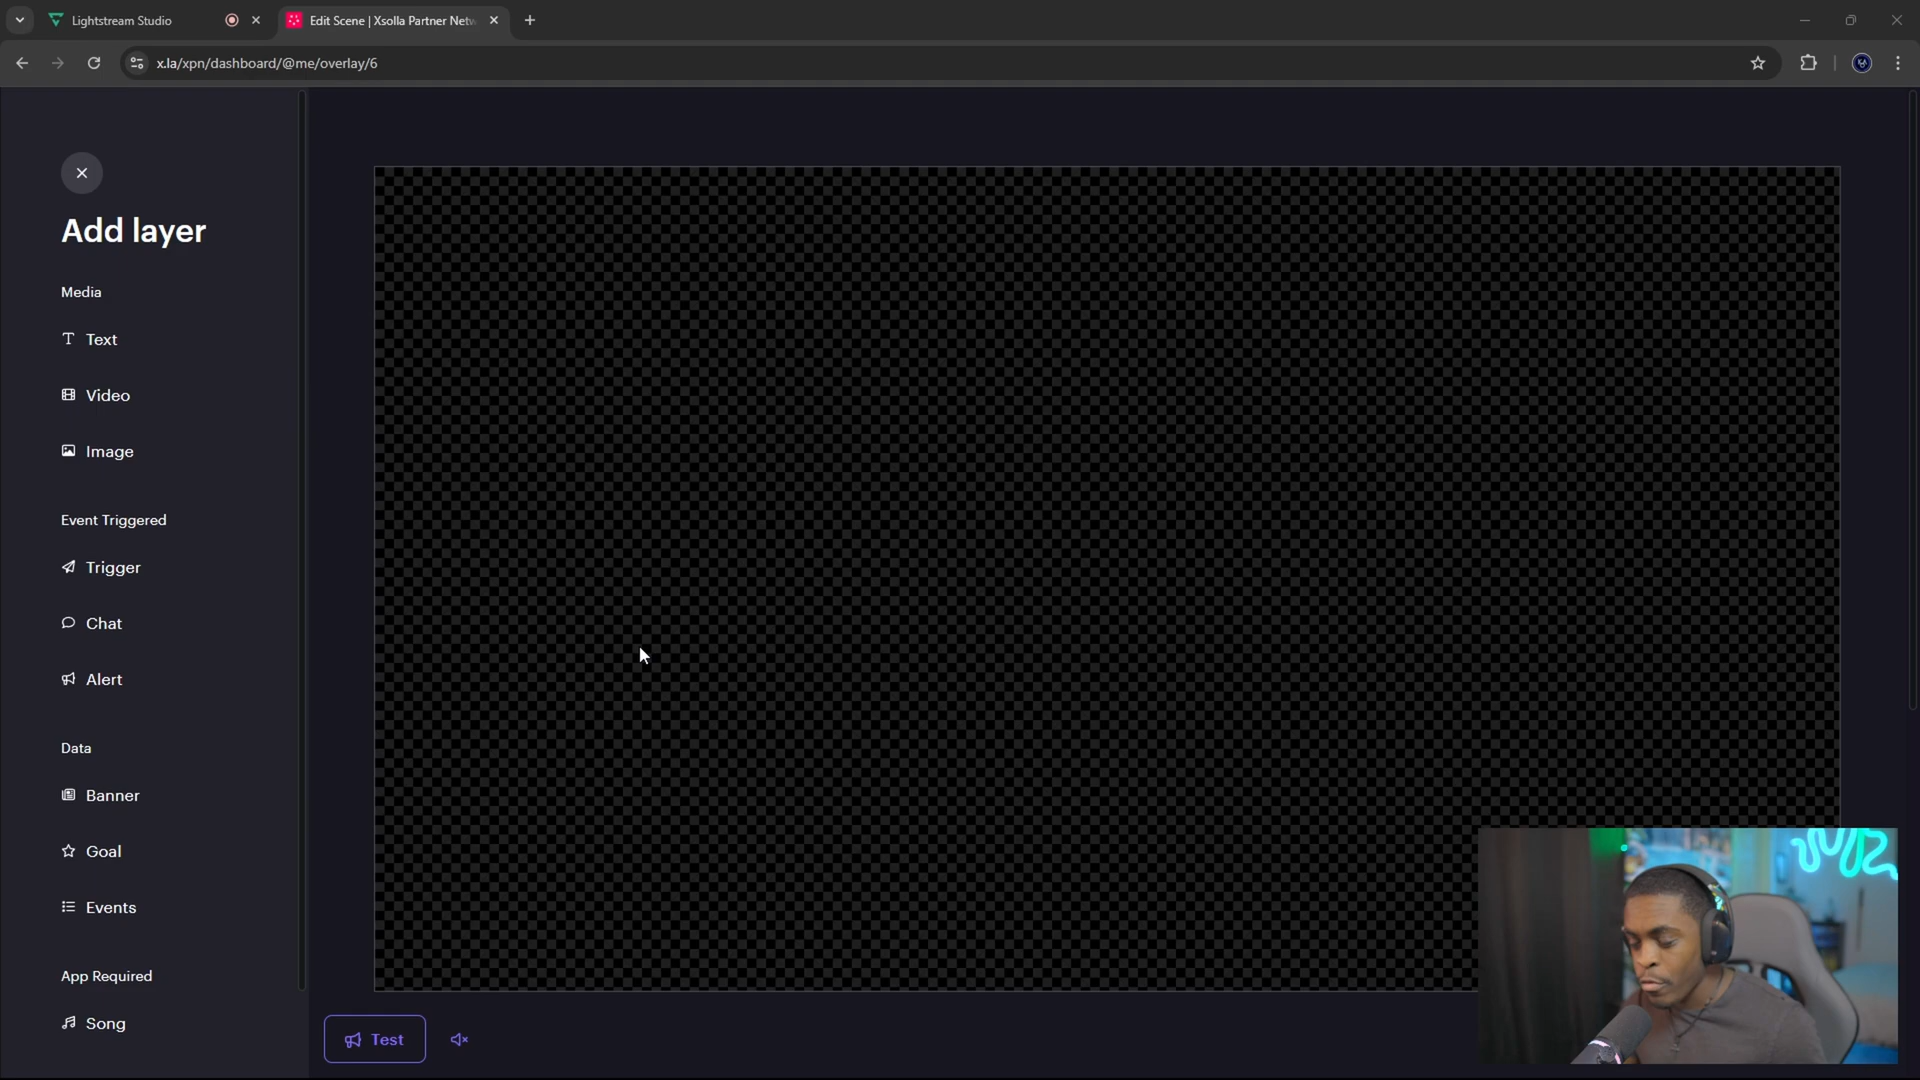 Lightstream Studio
Edit Scene | Xsolla Partner Netw
x.la/xpn/dashboard/@me/overlay/6
Add layer
Media
Text
Video
Image
Event Triggered
Trigger
Chat
Alert
Data
Banner
Goal
Events
App Required
Song
Test